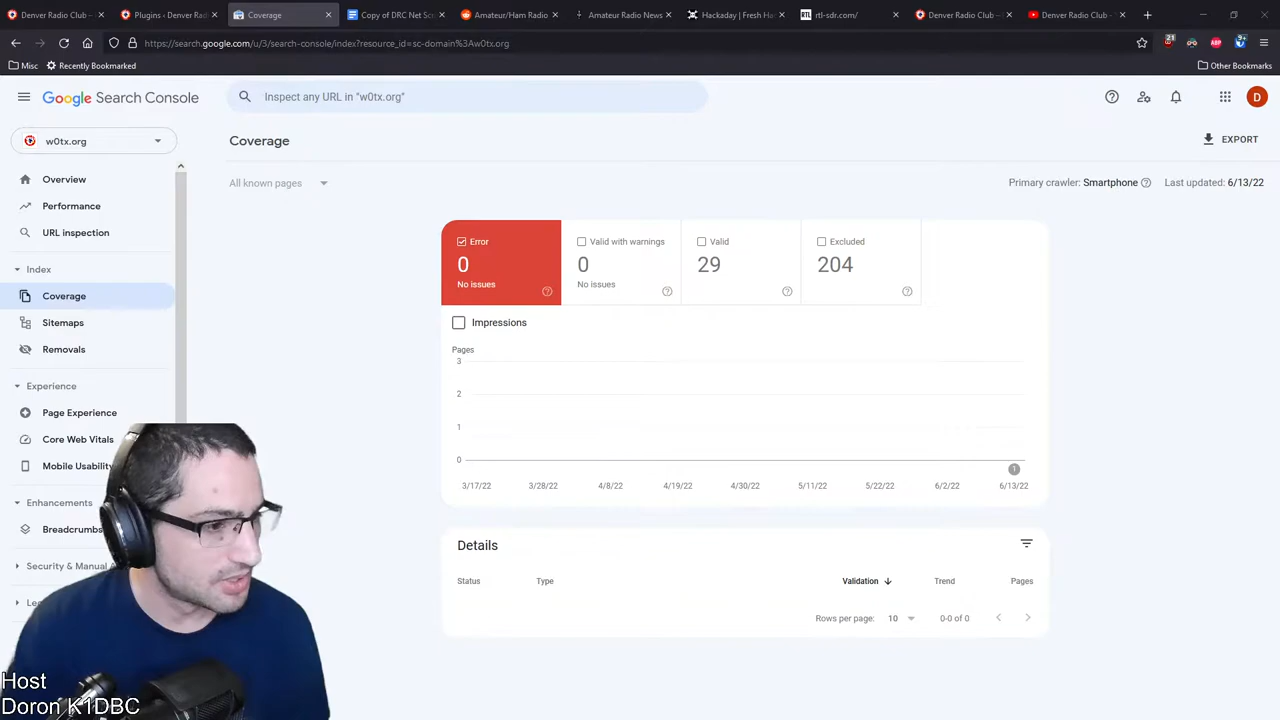 Denver Radio Club –
Plugins ‹ Denver Ra
Coverage
Copy of DRC Net Scr
Amateur/Ham Radio
Amateur Radio News
Hackaday | Fresh Ha
rtl-sdr.com/
Denver Radio Club –
Denver Radio Club -
https://search.google.com/u/3/search-console/index?resource_id=sc-domain%3Aw0tx.org
21
ABP
2
Misc
Recently Bookmarked
Other Bookmarks
Google Search Console
Inspect any URL in "w0tx.org"
D
w0tx.org
Coverage
EXPORT
Overview
Performance
URL inspection
Index
Coverage
Sitemaps
Removals
Experience
Page Experience
Core Web Vitals
Mobile Usability
Enhancements
Breadcrumbs
Security & Manual A
Le
All known pages
Primary crawler: Smartphone
Last updated: 6/13/22
Error
0
No issues
Valid with warnings
0
No issues
Valid
29
Excluded
204
Impressions
Pages
3
2
1
0
1
3/17/22 3/28/22 4/8/22 4/19/22 4/30/22 5/11/22 5/22/22 6/2/22 6/13/22
Details
Status Type Validation Trend Pages
Rows per page: 10 0-0 of 0
Host
Doron K1DBC